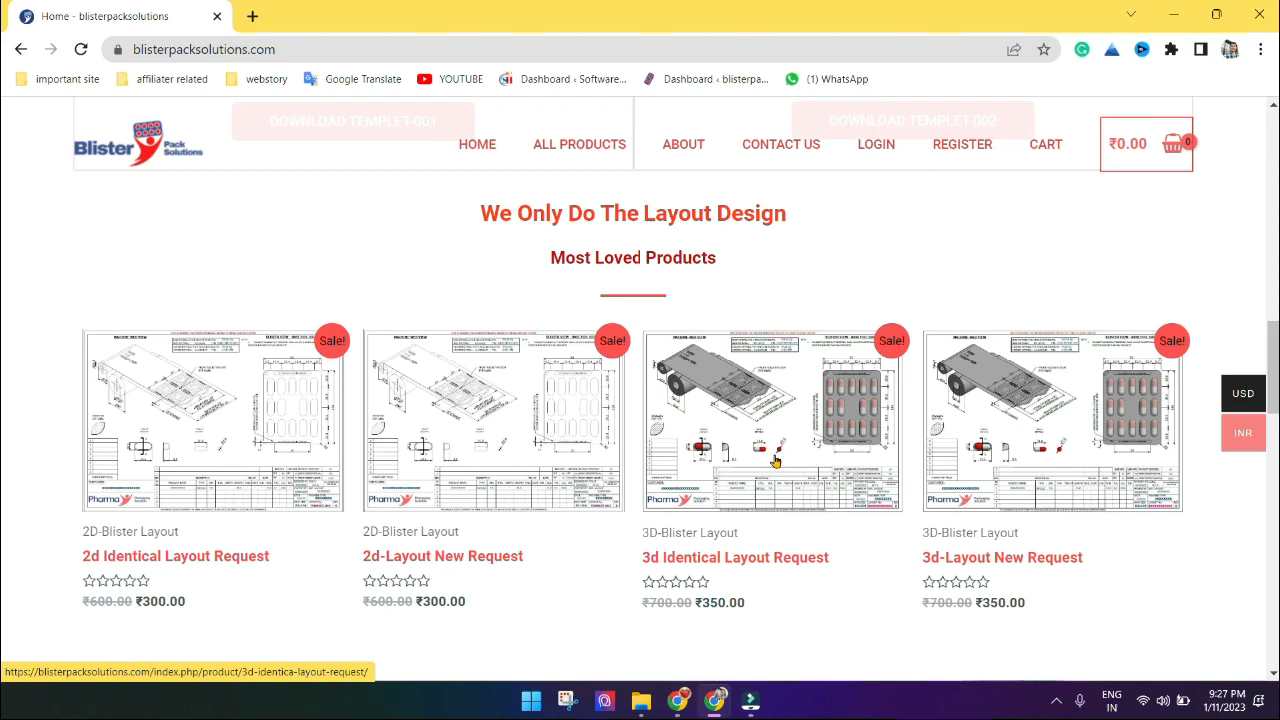 Home - blisterpacksolutions
blisterpacksolutions.com
important site
affiliater related
webstory
Google Translate
YOUTUBE
Dashboard ‹ Software...
Dashboard ‹ blisterpa...
(1) WhatsApp
DOWNLOAD TEMPLET-001
DOWNLOAD TEMPLET-002
Blister Pack Solutions
HOME
ALL PRODUCTS
ABOUT
CONTACT US
LOGIN
REGISTER
CART
₹0.00
0
We Only Do The Layout Design
Most Loved Products
Sale!
Sale!
Sale!
Sale!
Pharma
Pharma
Pharma
Pharma
USD
INR
2D-Blister Layout
2d Identical Layout Request
₹600.00 ₹300.00
2D-Blister Layout
2d-Layout New Request
₹600.00 ₹300.00
3D-Blister Layout
3d Identical Layout Request
₹700.00 ₹350.00
3D-Blister Layout
3d-Layout New Request
₹700.00 ₹350.00
https://blisterpacksolutions.com/index.php/product/3d-identica-layout-request/
ENG
IN
9:27 PM
1/11/2023